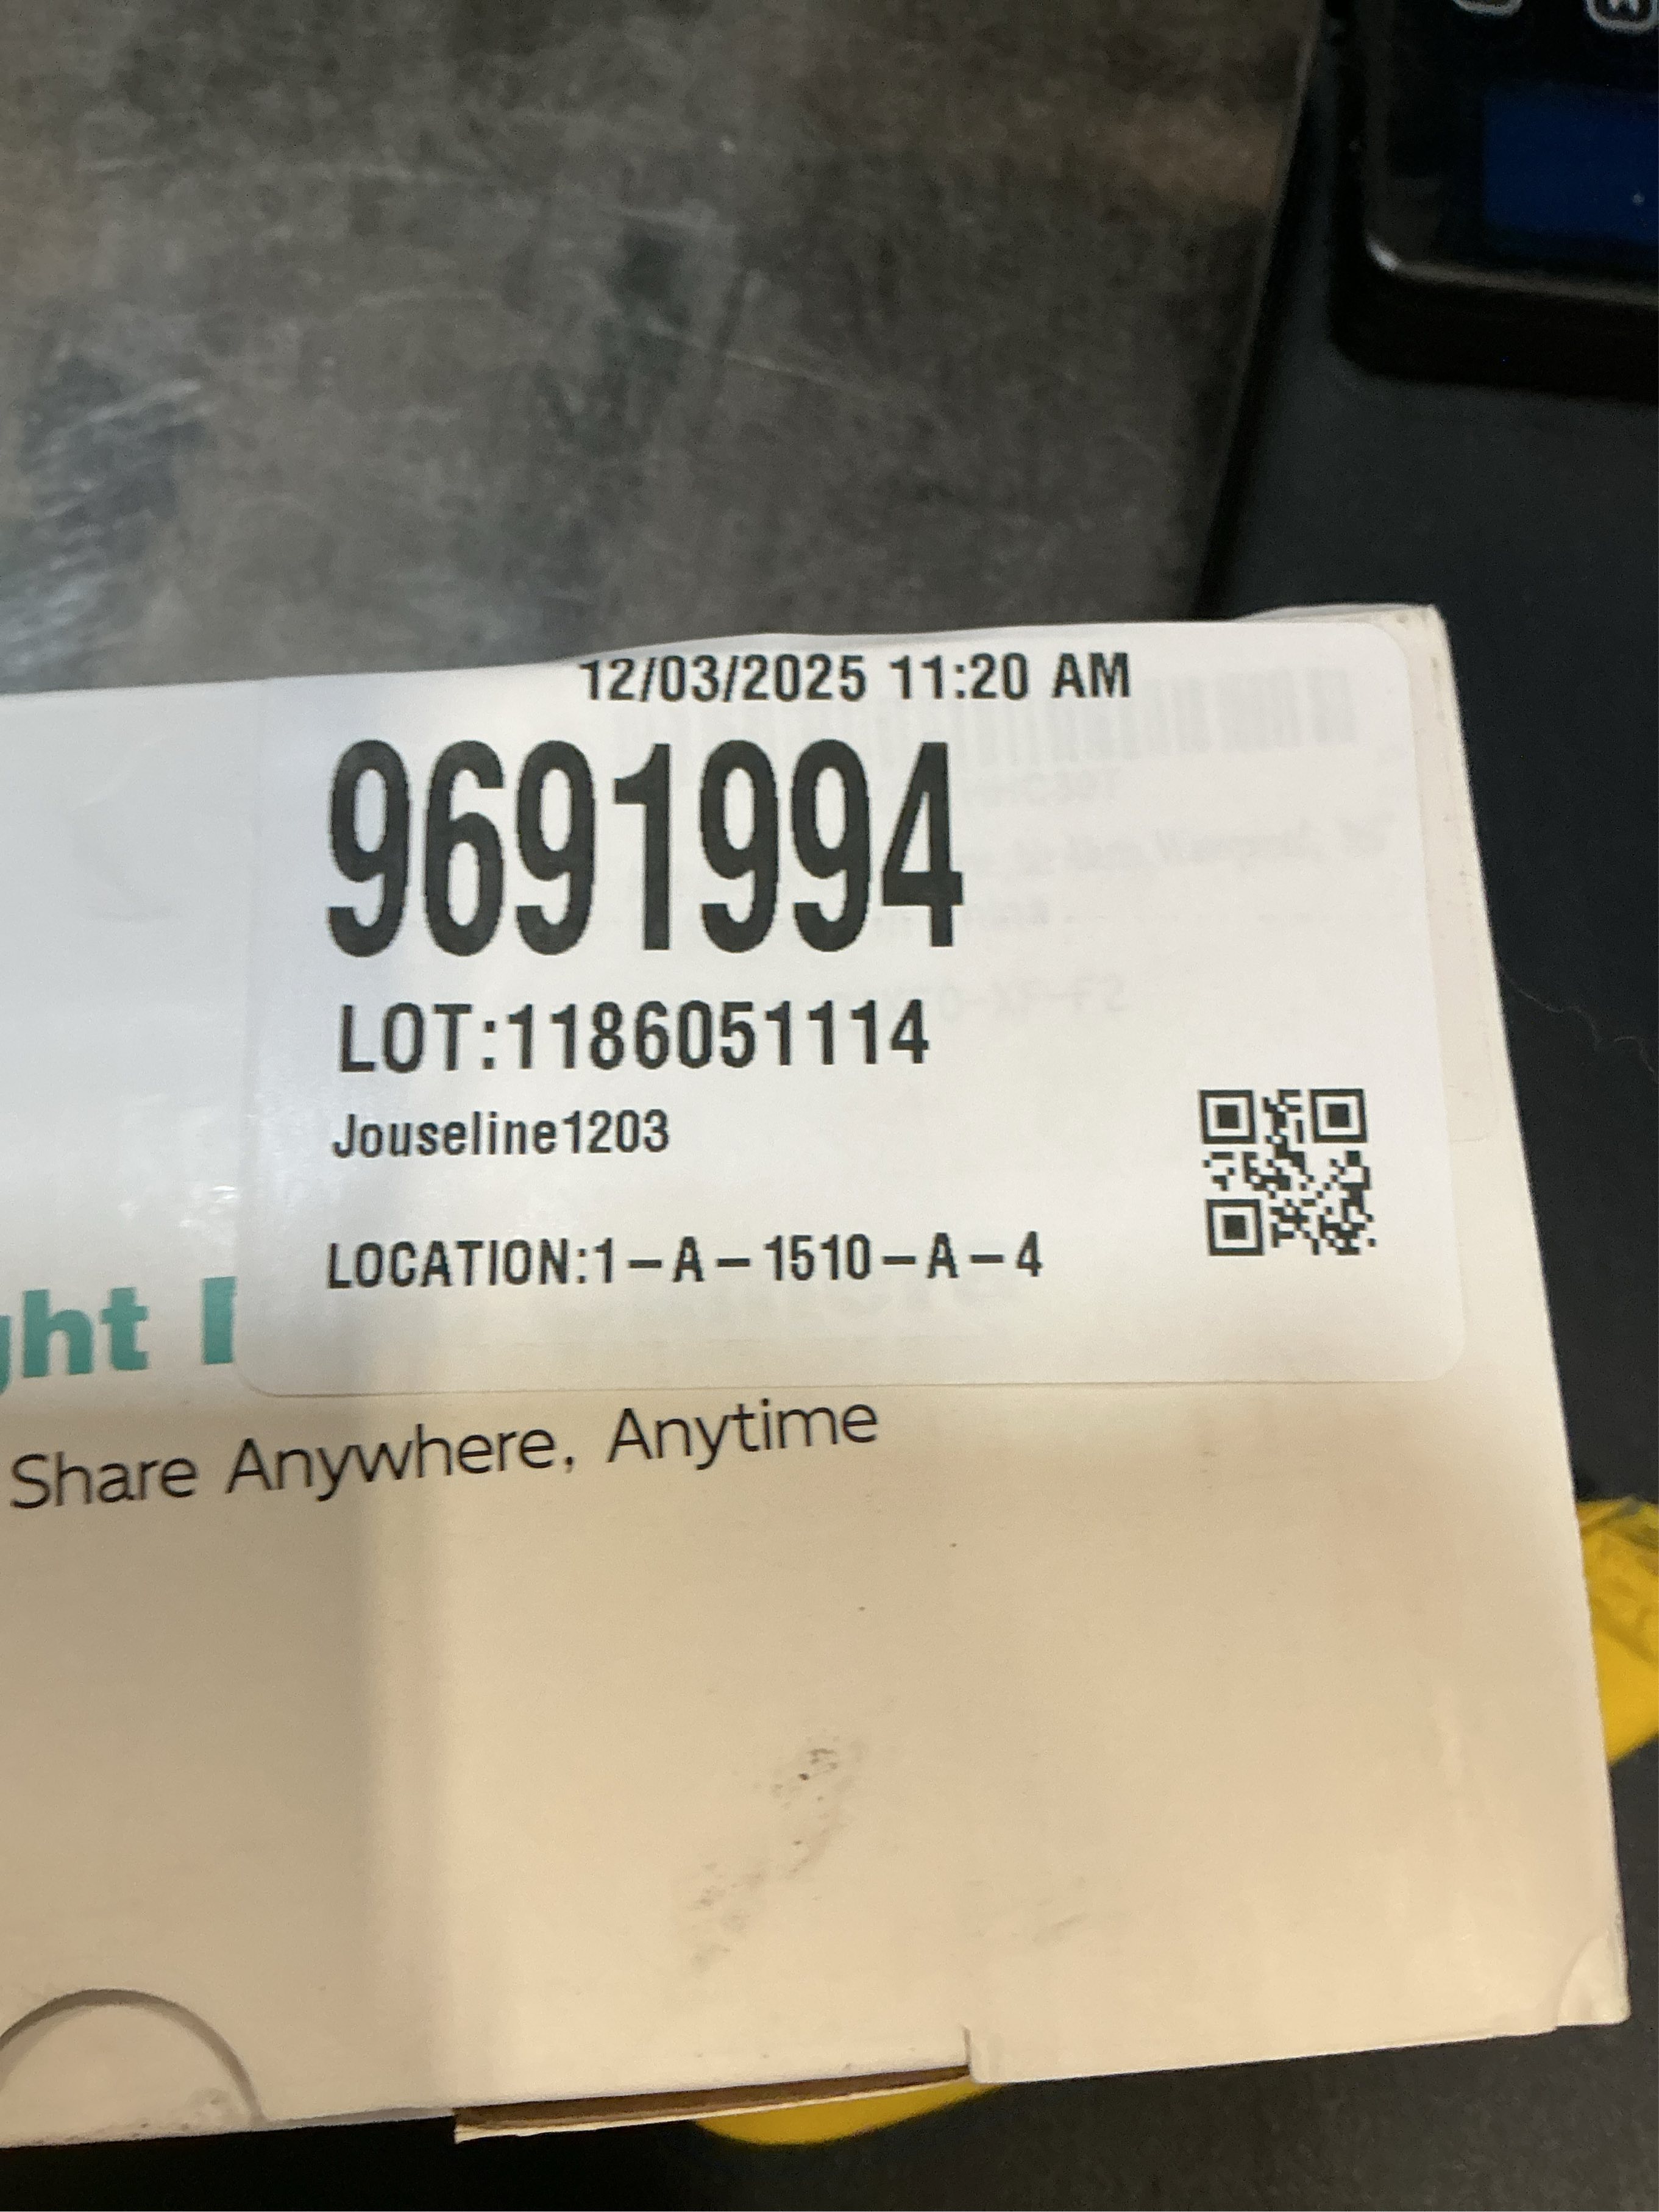 12/03/2025 11:20 AM
9691994
LOT:1186051114
Jouseline1203
LOCATION:1-A-1510-A-4
ght
Share Anywhere, Anytime